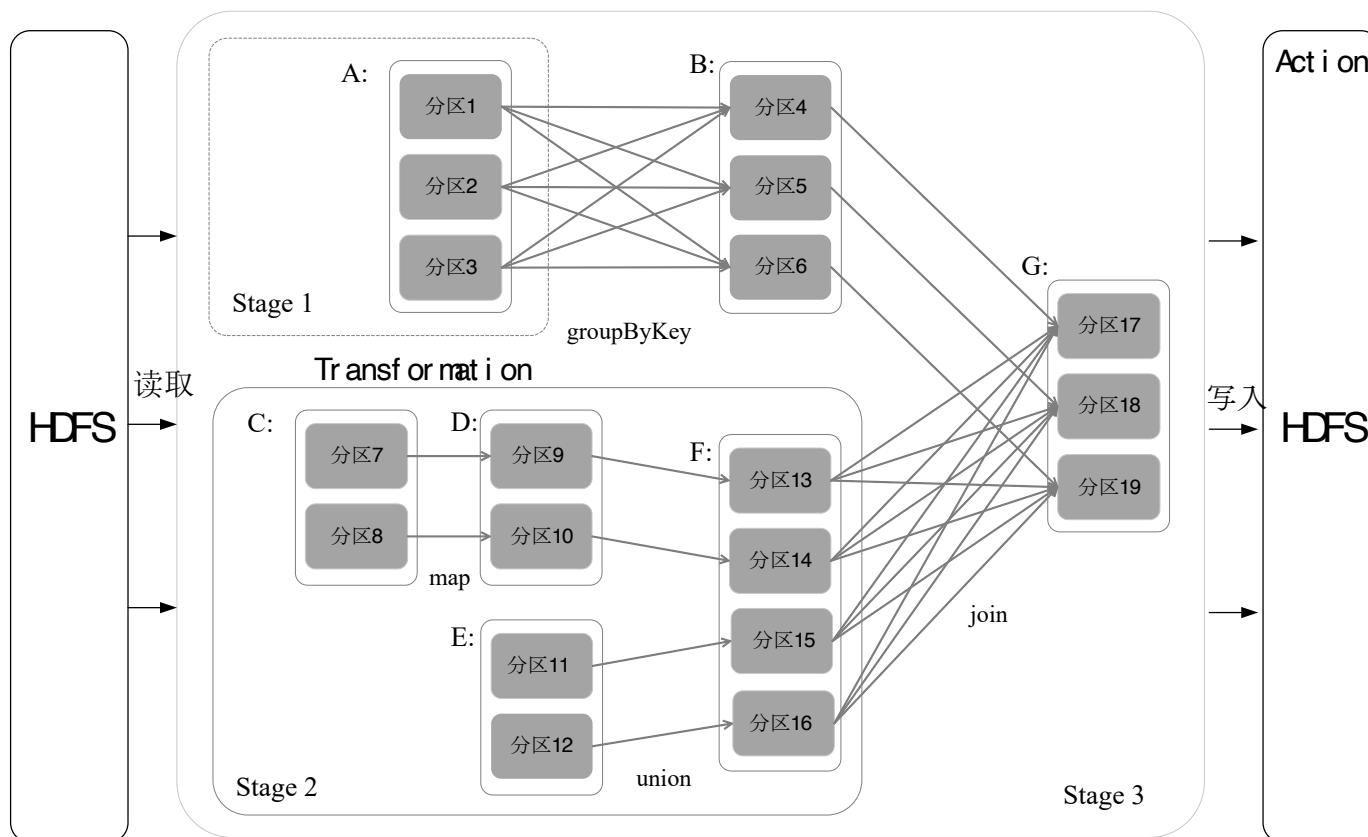 Action
A:
B:
分区1
分区4
分区2
分区5
分区3
分区6
G:
Stage 1
分区17
groupByKey
Transformation
读取
写入
HDFS
HDFS
C:
D:
分区18
分区7
分区9
F:
分区13
分区19
分区8
分区10
分区14
map
join
E:
分区11
分区15
分区12
分区16
union
Stage 2
Stage 3